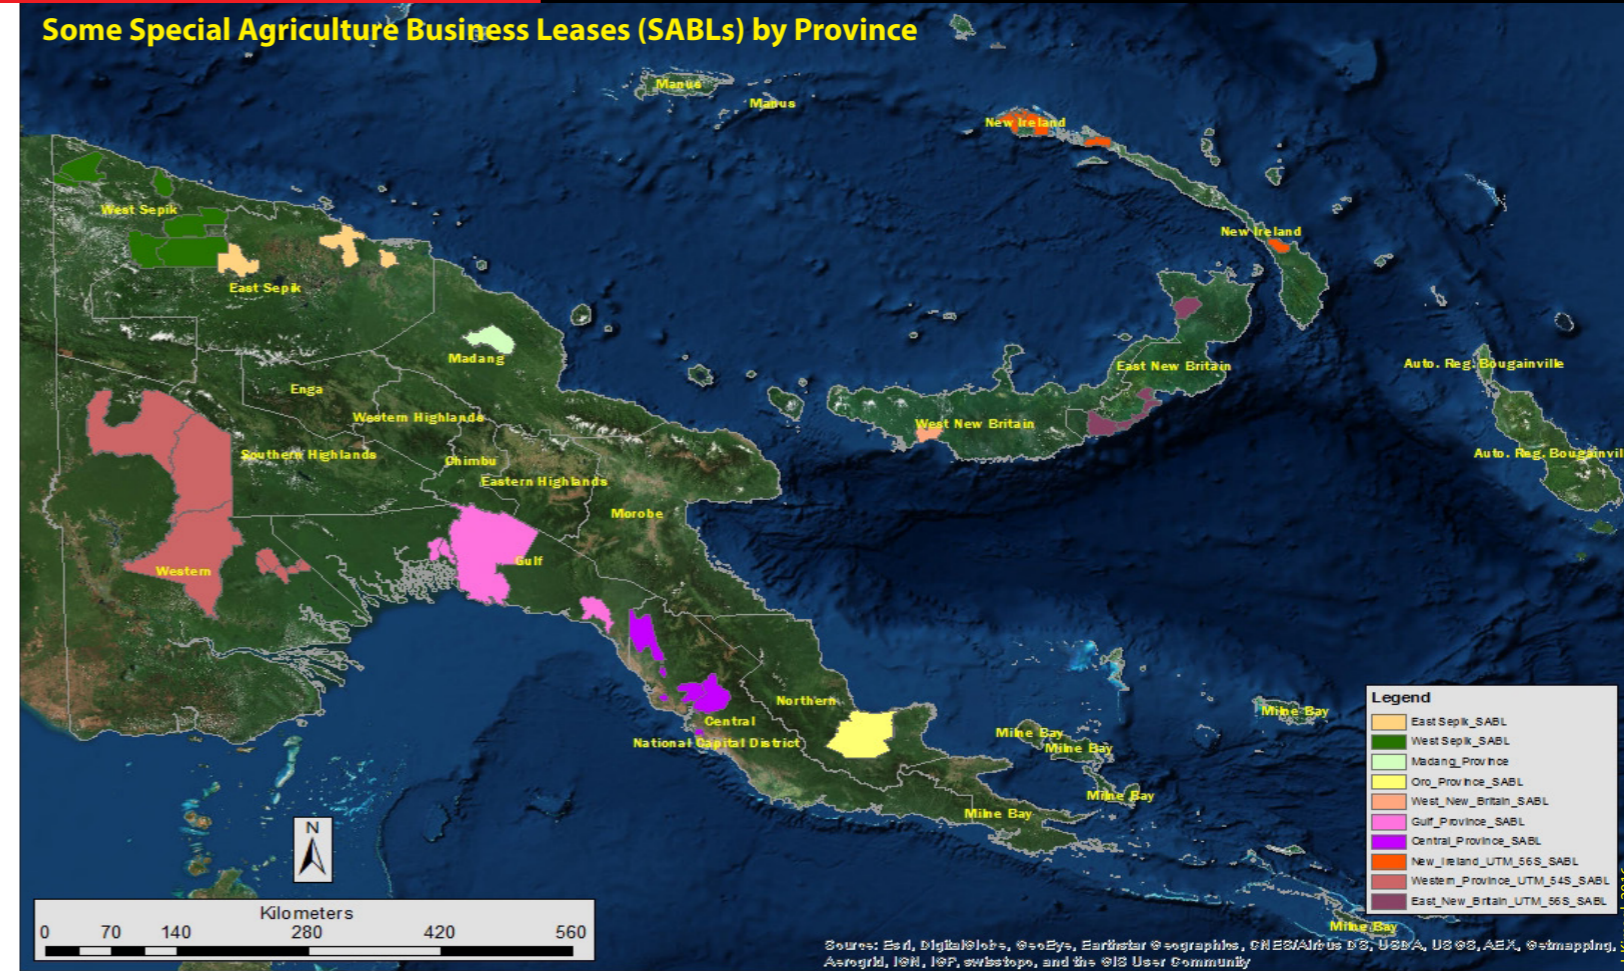 Some Special Agriculture Business Leases (SABLs) by Province
Manus
Manus
New Ireland
West Sepik
New Ireland
East Sepik
Madang
East New Britain
Auto. Reg. Bougainville
Enga
Western Highlands
West New Britain
Southern Highlands
Auto. Reg. Bougainvil
Chimbu
Eastern Highlands
Morobe
Gulf
Western
Northern
Milne Bay
Central
Milne Bay
National Capital District
Milne Bay
Milne Bay
Milne Bay
Milne Bay
Legend
East Sepik_SABL
West Sepik_SABL
Madang_Province
Oro_Province_SABL
West_New_Britain_SABL
Gulf_Province_SABL
Central_Province_SABL
New_Ireland_UTM_56S_SABL
Western_Province_UTM_54S_SABL
East_New_Britain_UTM_56S_SABL
N
Kilometers
0 70 140 280 420 560
Source: Esri, DigitalGlobe, GeoEye, Earthstar Geographics, CNES/Airbus DS, USDA, USGS, AEX, Getmapping,
Aerogrid, IGN, IGP, swisstopo, and the GIS User Community